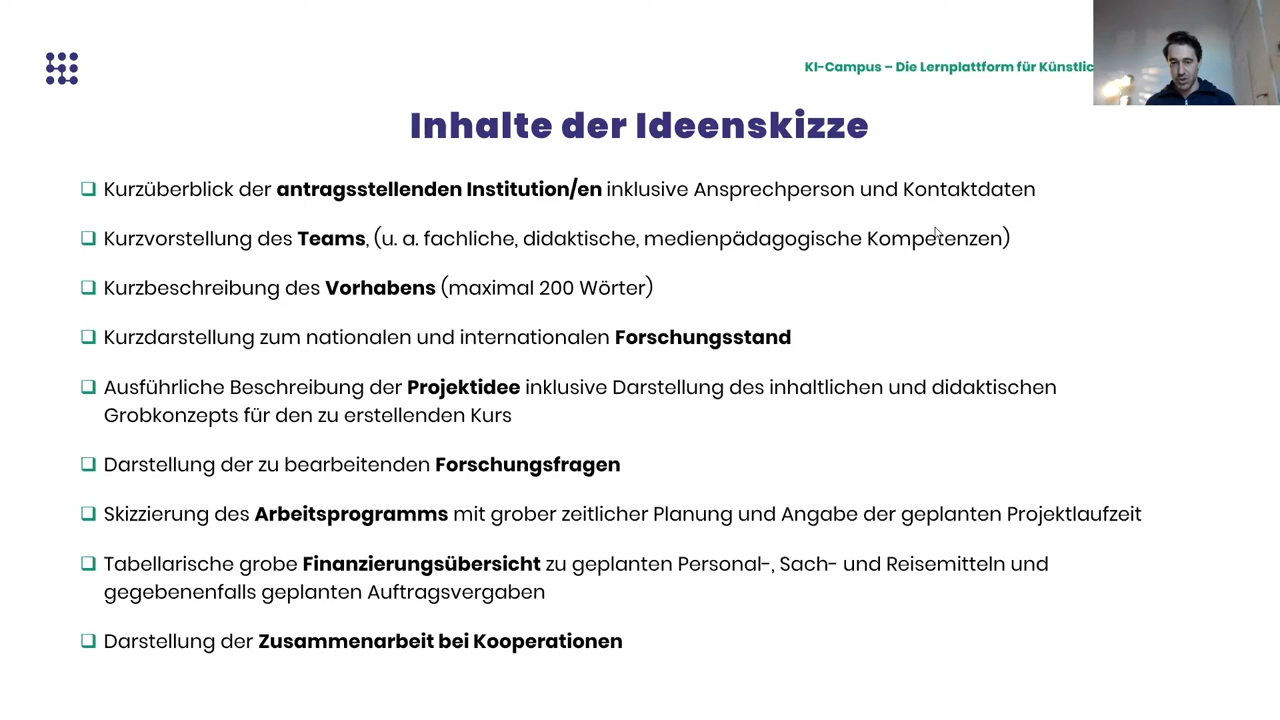 KI-Campus – Die Lernplattform für
Inhalte der Ideenskizze
Kurzüberblick der antragsstellenden Institution/en inklusive Ansprechperson und Kontaktdaten
Kurzvorstellung des Teams, (u. a. fachliche, didaktische, medienpädagogische Kompetenzen)
Kurzbeschreibung des Vorhabens (maximal 200 Wörter)
Kurzdarstellung zum nationalen und internationalen Forschungsstand
Ausführliche Beschreibung der Projektidee inklusive Darstellung des inhaltlichen und didaktischen
Grobkonzepts für den zu erstellenden Kurs
Darstellung der zu bearbeitenden Forschungsfragen
Skizzierung des Arbeitsprogramms mit grober zeitlicher Planung und Angabe der geplanten Projektlaufzeit
Tabellarische grobe Finanzierungsübersicht zu geplanten Personal-, Sach- und Reisemitteln und
gegebenenfalls geplanten Auftragsvergaben
Darstellung der Zusammenarbeit bei Kooperationen